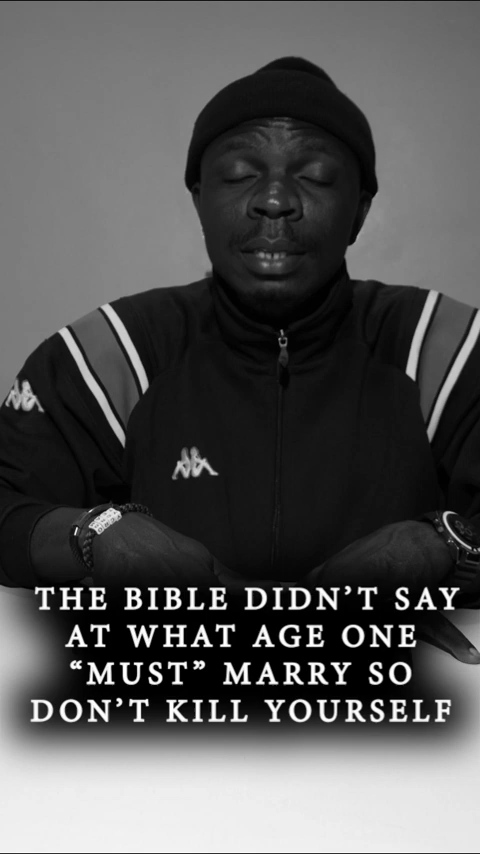 THE BIBLE DIDN'T SAY
AT WHAT AGE ONE
“MUST” MARRY SO
DON'T KILL YOURSELF